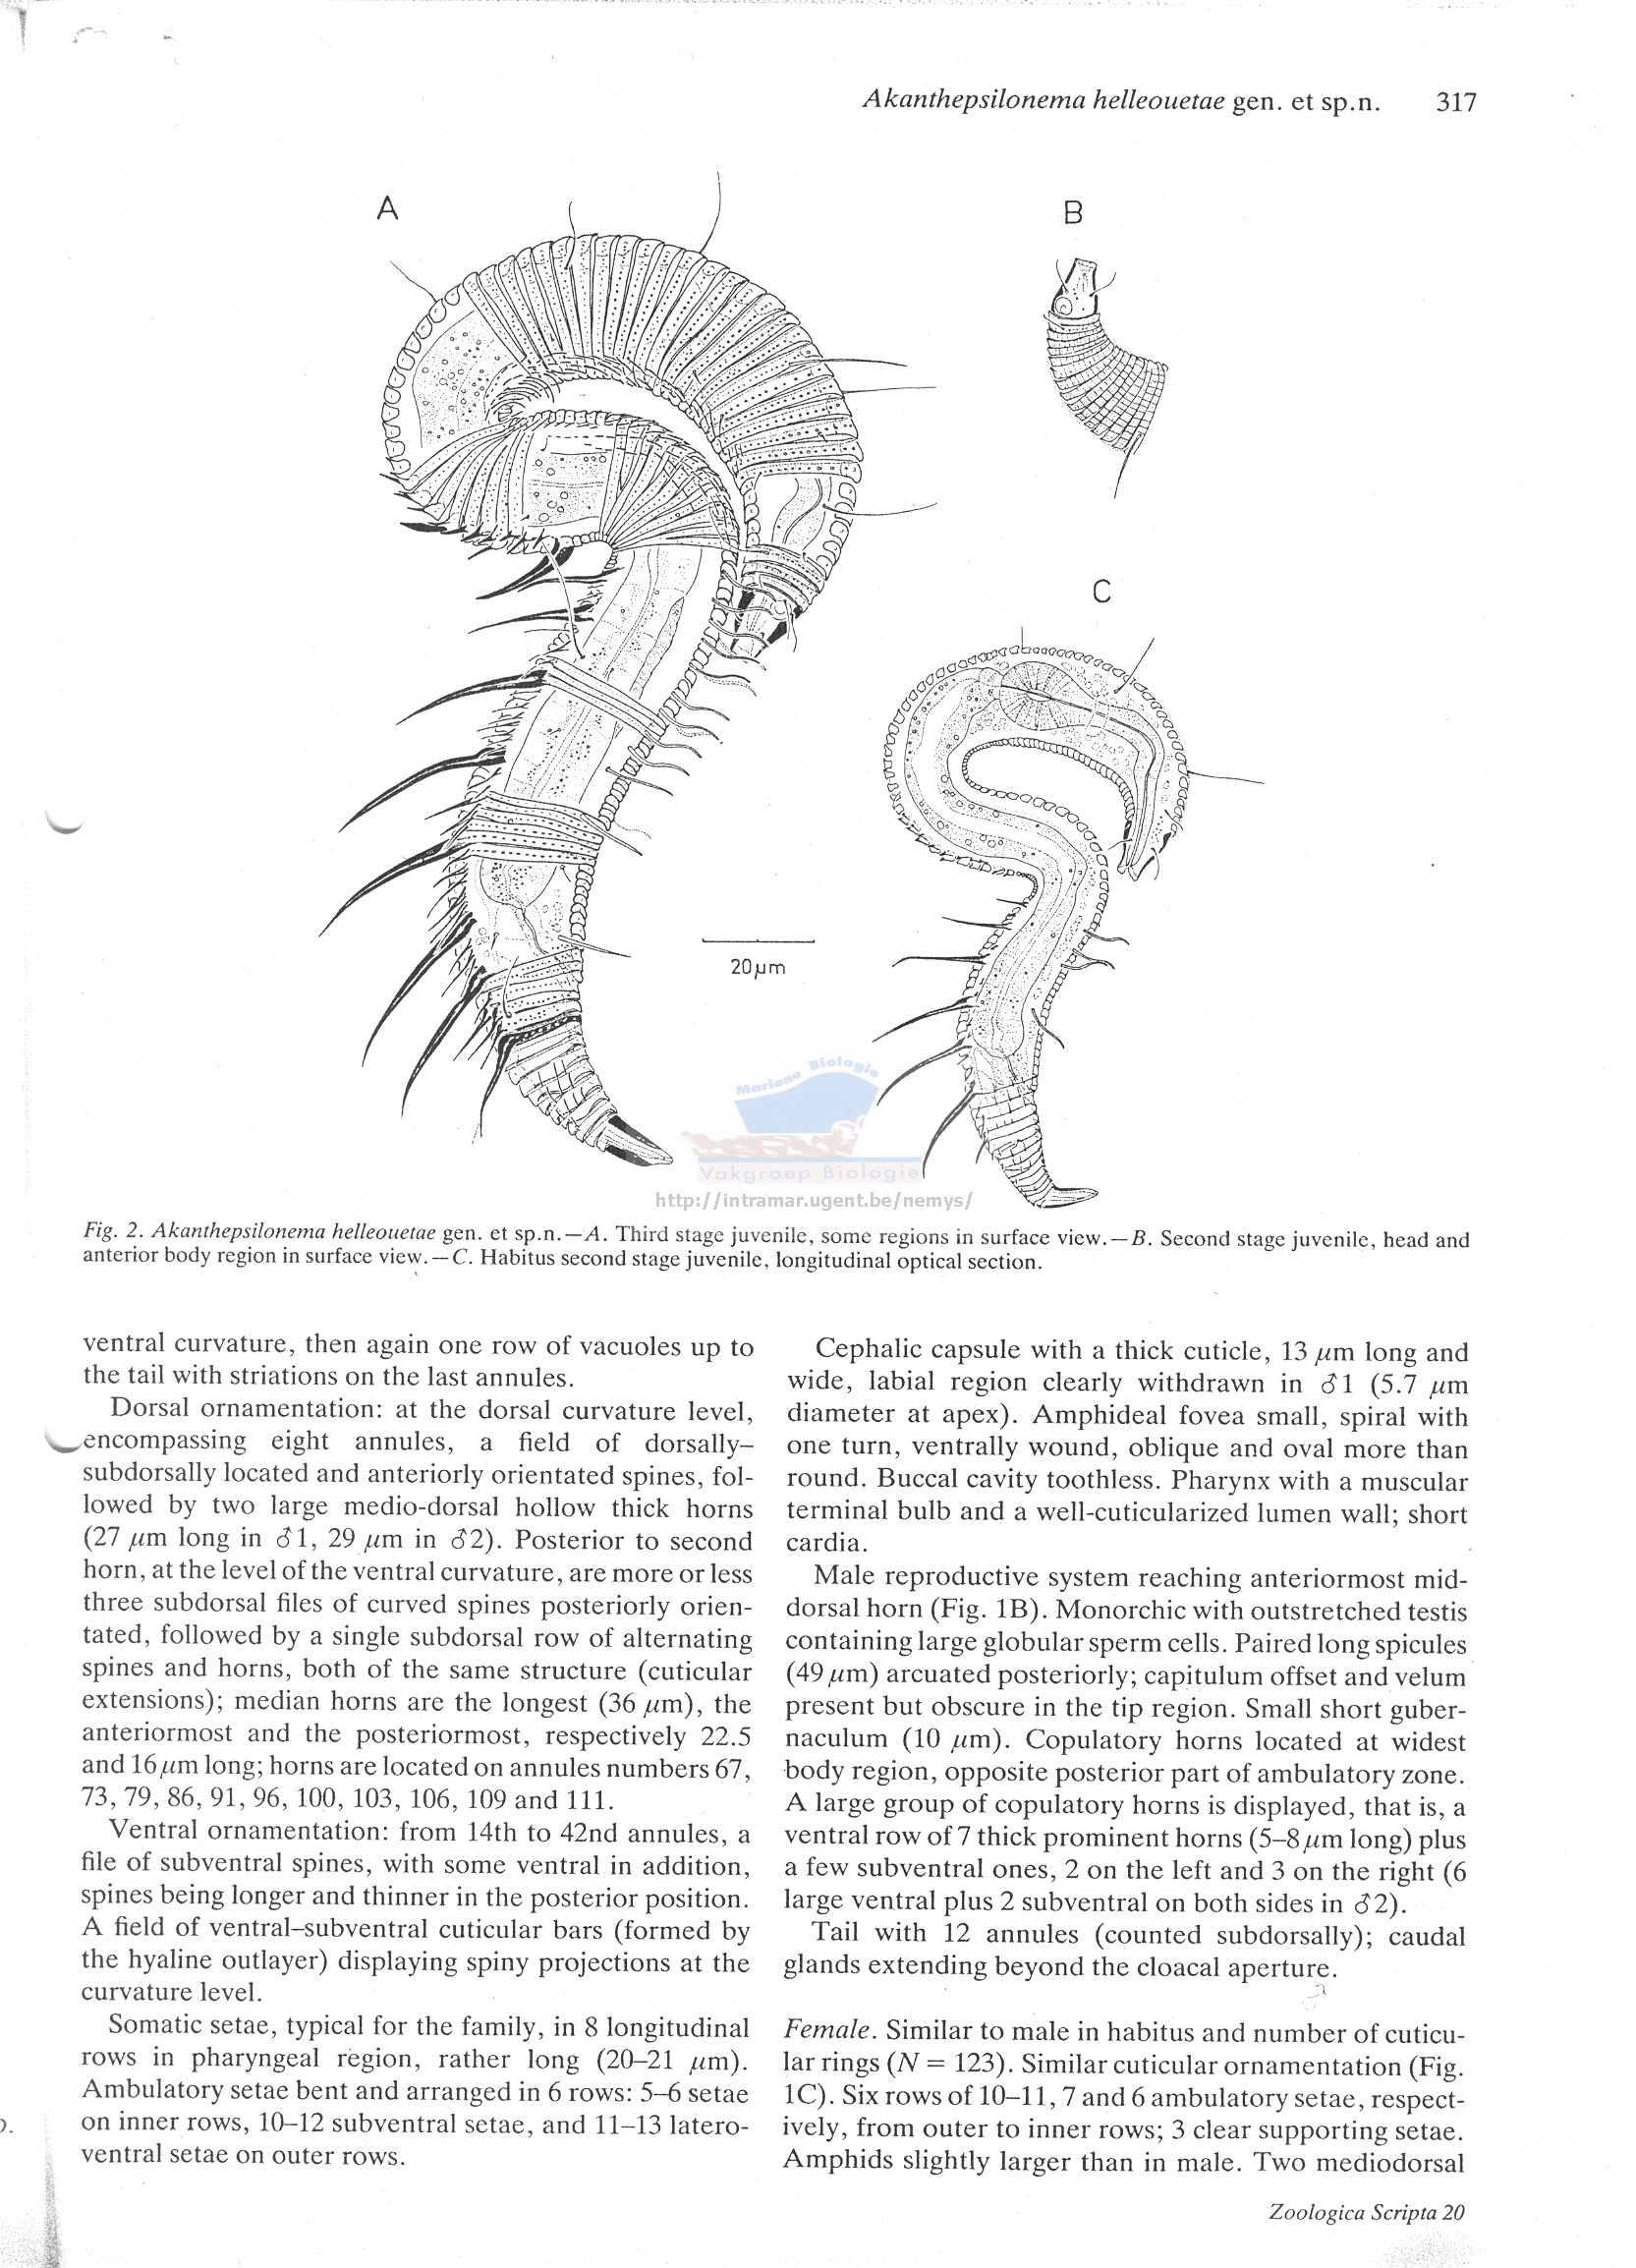 Akanthepsilonema helleouetae gen. et sp.n. 317
A
B
C
20 µm
Mariene Biologie
Vakgroep Biologie
http://intramar.ugent.be/nemys/
Fig. 2. Akanthepsilonema helleouetae gen. et sp.n.—A. Third stage juvenile, some regions in surface view.—B. Second stage juvenile, head and
anterior body region in surface view.—C. Habitus second stage juvenile, longitudinal optical section.
ventral curvature, then again one row of vacuoles up to
the tail with striations on the last annules.
Dorsal ornamentation: at the dorsal curvature level,
encompassing eight annules, a field of dorsally–
subdorsally located and anteriorly orientated spines, fol-
lowed by two large medio-dorsal hollow thick horns
(27 µm long in ♂1, 29 µm in ♂2). Posterior to second
horn, at the level of the ventral curvature, are more or less
three subdorsal files of curved spines posteriorly orien-
tated, followed by a single subdorsal row of alternating
spines and horns, both of the same structure (cuticular
extensions); median horns are the longest (36 µm), the
anteriormost and the posteriormost, respectively 22.5
and 16 µm long; horns are located on annules numbers 67,
73, 79, 86, 91, 96, 100, 103, 106, 109 and 111.
Ventral ornamentation: from 14th to 42nd annules, a
file of subventral spines, with some ventral in addition,
spines being longer and thinner in the posterior position.
A field of ventral–subventral cuticular bars (formed by
the hyaline outlayer) displaying spiny projections at the
curvature level.
Somatic setae, typical for the family, in 8 longitudinal
rows in pharyngeal region, rather long (20–21 µm).
Ambulatory setae bent and arranged in 6 rows: 5–6 setae
on inner rows, 10–12 subventral setae, and 11–13 latero-
ventral setae on outer rows.
Cephalic capsule with a thick cuticle, 13 µm long and
wide, labial region clearly withdrawn in ♂1 (5.7 µm
diameter at apex). Amphideal fovea small, spiral with
one turn, ventrally wound, oblique and oval more than
round. Buccal cavity toothless. Pharynx with a muscular
terminal bulb and a well-cuticularized lumen wall; short
cardia.
Male reproductive system reaching anteriormost mid-
dorsal horn (Fig. 1B). Monorchic with outstretched testis
containing large globular sperm cells. Paired long spicules
(49 µm) arcuated posteriorly; capitulum offset and velum
present but obscure in the tip region. Small short guber-
naculum (10 µm). Copulatory horns located at widest
body region, opposite posterior part of ambulatory zone.
A large group of copulatory horns is displayed, that is, a
ventral row of 7 thick prominent horns (5–8 µm long) plus
a few subventral ones, 2 on the left and 3 on the right (6
large ventral plus 2 subventral on both sides in ♂2).
Tail with 12 annules (counted subdorsally); caudal
glands extending beyond the cloacal aperture.
Female. Similar to male in habitus and number of cuticu-
lar rings (N = 123). Similar cuticular ornamentation (Fig.
1C). Six rows of 10–11, 7 and 6 ambulatory setae, respect-
ively, from outer to inner rows; 3 clear supporting setae.
Amphids slightly larger than in male. Two mediodorsal
Zoologica Scripta 20